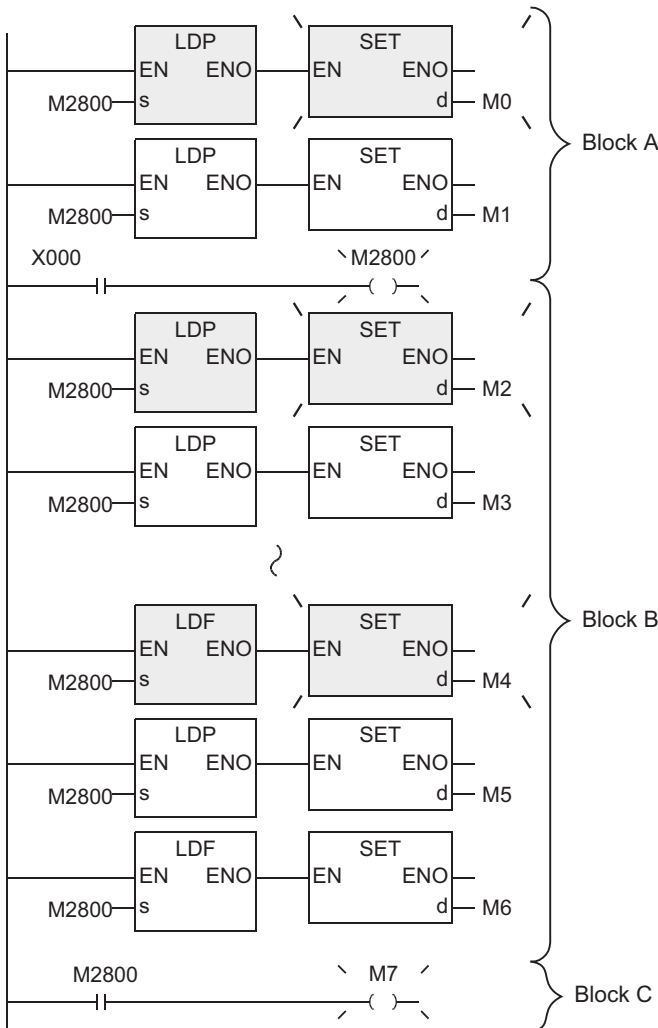 LDP SET
EN ENO EN ENO
M2800 s d M0
LDP SET
EN ENO EN ENO
M2800 s d M1
Block A
X000 M2800
LDP SET
EN ENO EN ENO
M2800 s d M2
LDP SET
EN ENO EN ENO
M2800 s d M3
LDF SET
EN ENO EN ENO
M2800 s d M4
Block B
LDP SET
EN ENO EN ENO
M2800 s d M5
LDF SET
EN ENO EN ENO
M2800 s d M6
M2800 M7
Block C